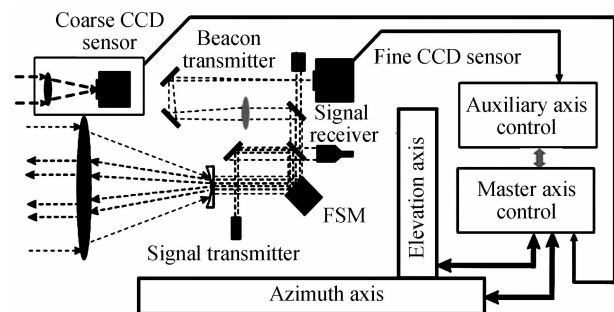 Coarse CCD
sensor
Beacon
transmitter
Fine CCD sensor
Signal
receiver
Auxiliary axis
control
Master axis
control
Elevation axis
FSM
Signal transmitter
Azimuth axis